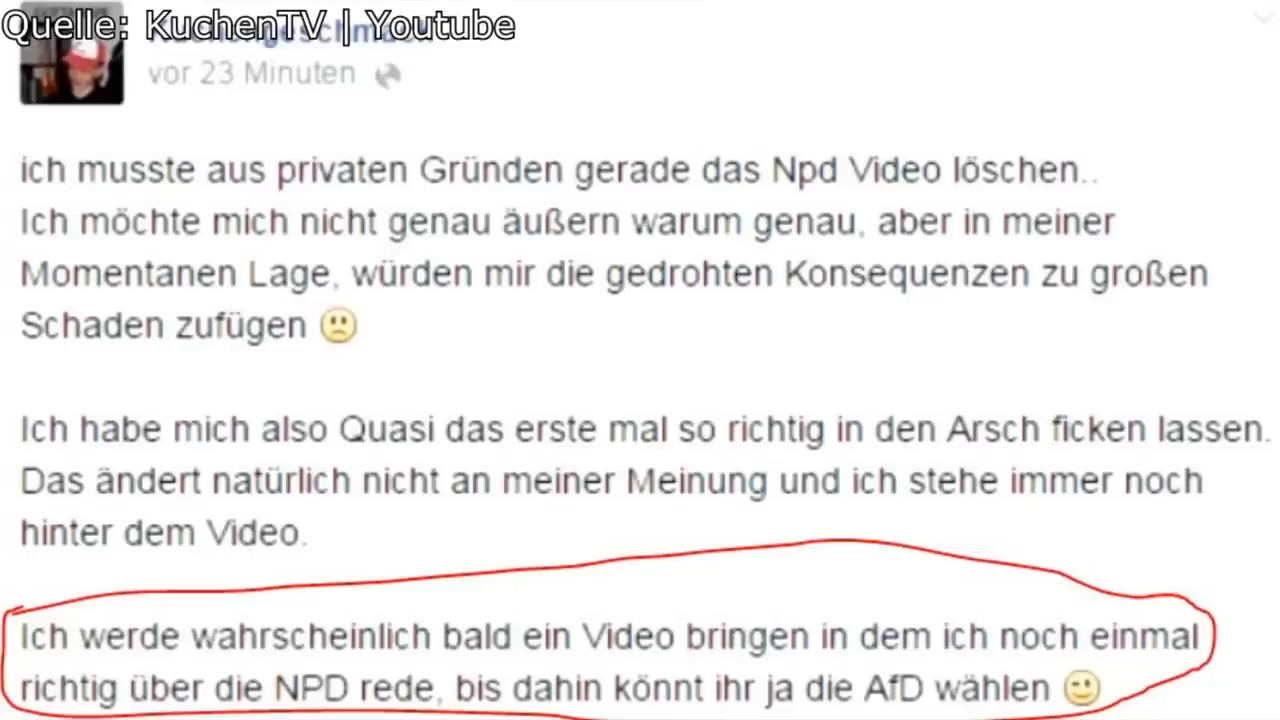 Quelle: KuchenTV | Youtube
vor 23 Minuten
ich musste aus privaten Gründen gerade das Npd Video löschen..
Ich möchte mich nicht genau äußern warum genau, aber in meiner
Momentanen Lage, würden mir die gedrohten Konsequenzen zu großen
Schaden zufügen
Ich habe mich also Quasi das erste mal so richtig in den Arsch ficken lassen.
Das ändert natürlich nicht an meiner Meinung und ich stehe immer noch
hinter dem Video.
Ich werde wahrscheinlich bald ein Video bringen in dem ich noch einmal
richtig über die NPD rede, bis dahin könnt ihr ja die AfD wählen